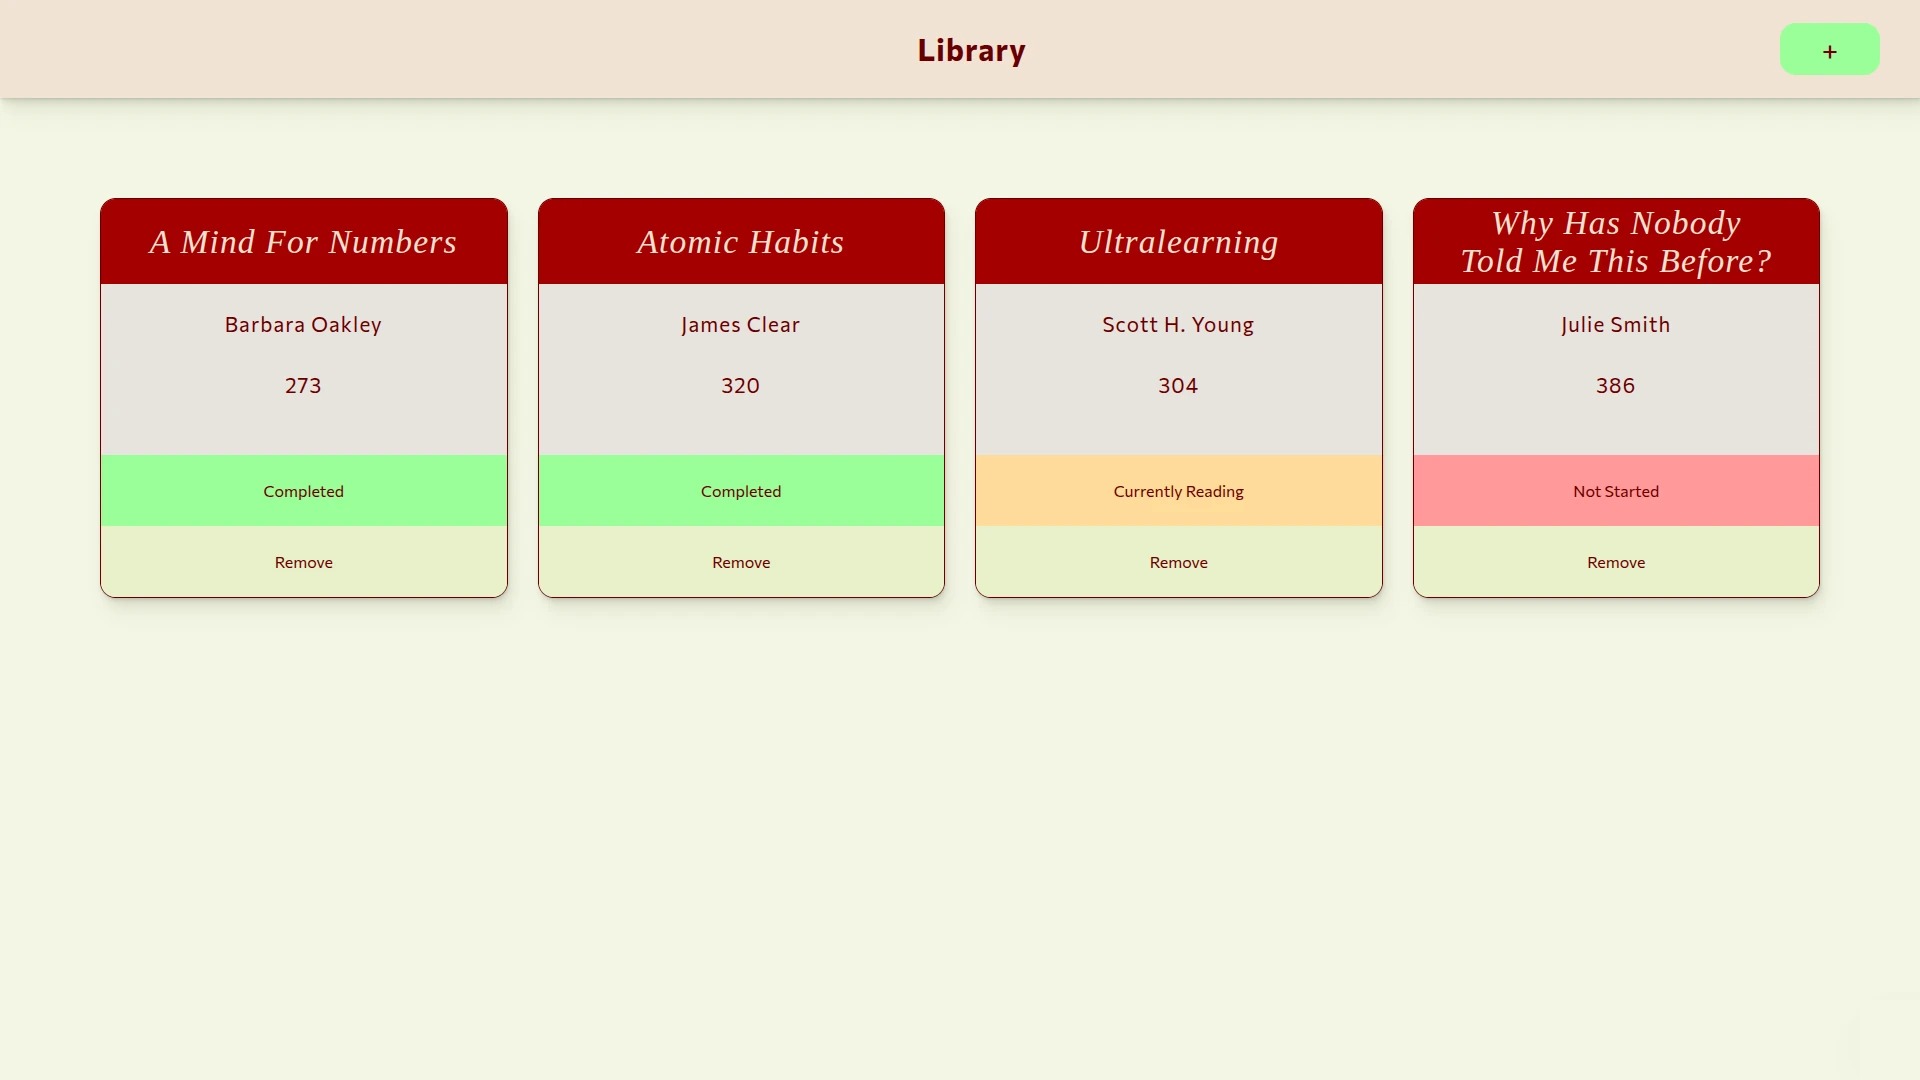 Library
+
A Mind For Numbers
Barbara Oakley
273
Completed
Remove
Atomic Habits
James Clear
320
Completed
Remove
Ultralearning
Scott H. Young
304
Currently Reading
Remove
Why Has Nobody
Told Me This Before?
Julie Smith
386
Not Started
Remove